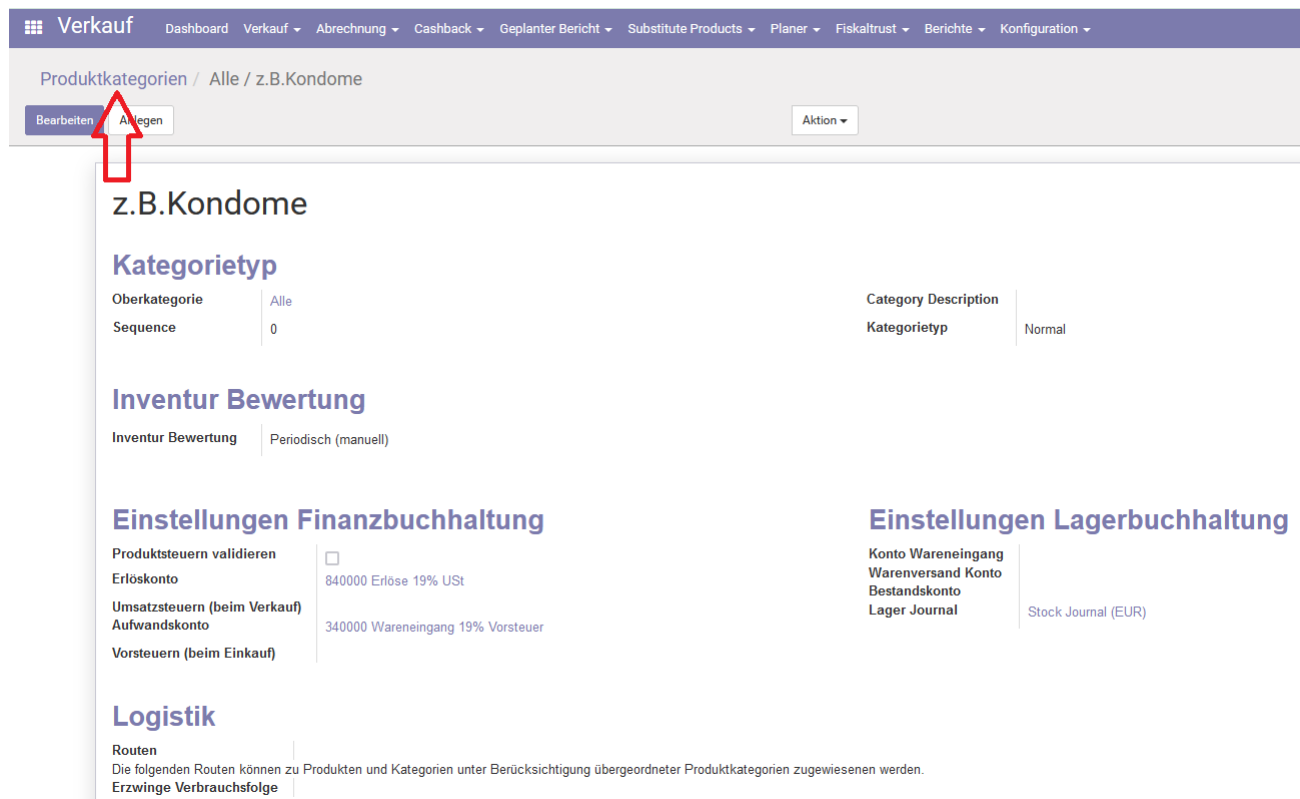 Verkauf Dashboard Verkauf Abrechnung Cashback Geplanter Bericht Substitute Products Planer Fiskaltrust Berichte Konfiguration
Produktkategorien / Alle / z.B.Kondome
Bearbeiten Anlegen Aktion
z.B.Kondome
Kategorietyp
Oberkategorie Alle Category Description
Sequence 0 Kategorietyp Normal
Inventur Bewertung
Inventur Bewertung Periodisch (manuell)
Einstellungen Finanzbuchhaltung Einstellungen Lagerbuchhaltung
Produktsteuern validieren Konto Wareneingang
Erlöskonto 840000 Erlöse 19% USt Warenversand Konto
Bestandskonto
Umsatzsteuern (beim Verkauf) Lager Journal Stock Journal (EUR)
Aufwandskonto 340000 Wareneingang 19% Vorsteuer
Vorsteuern (beim Einkauf)
Logistik
Routen
Die folgenden Routen können zu Produkten und Kategorien unter Berücksichtigung übergeordneter Produktkategorien zugewiesenen werden.
Erzwinge Verbrauchsfolge